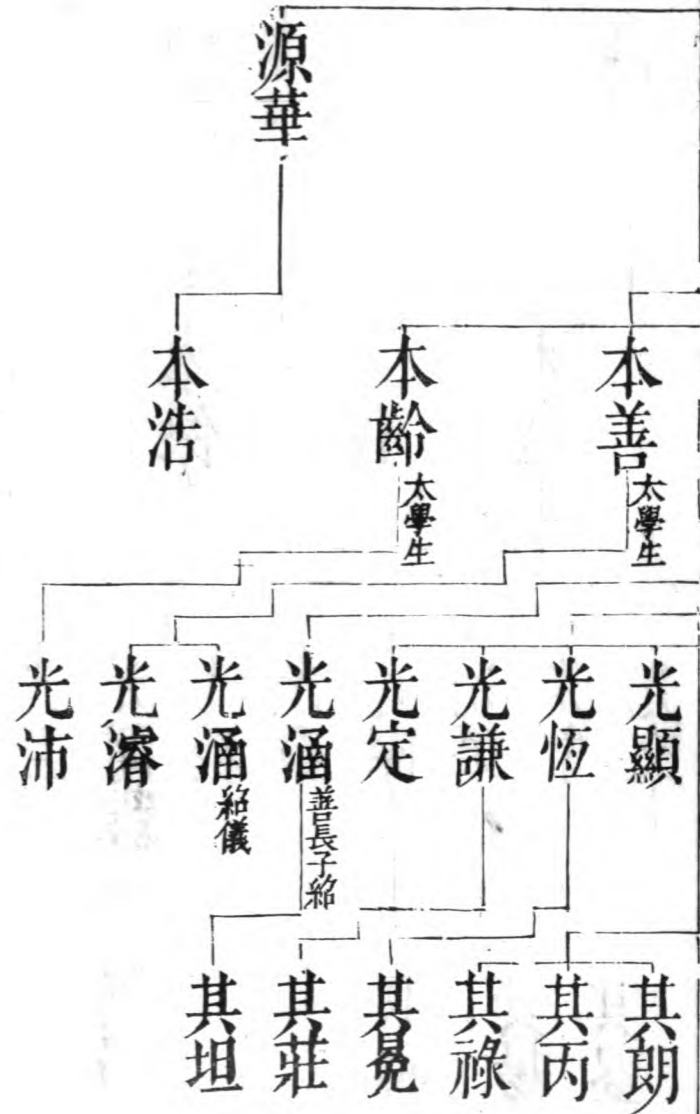 源華
本善 太學生
本齡 太學生
本浩
光顯
光恆
光謙
光定
光涵 善長子紹
光涵 紹儀
光濬
光沛
其朗
其丙
其祿
其冕
其莊
其坦